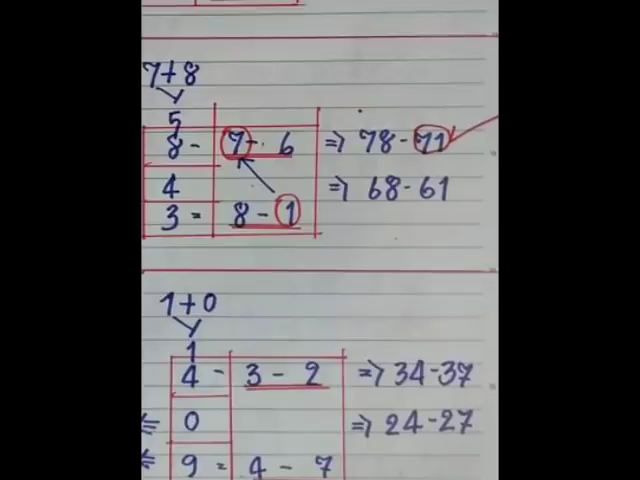 7+8
5
8 - 7 - 6 => 78 - 71
4 => 68 - 61
3 = 8 - 1
1+0
1
4 - 3 - 2 => 34 - 37
0 => 24 - 27
9 = 4 - 7